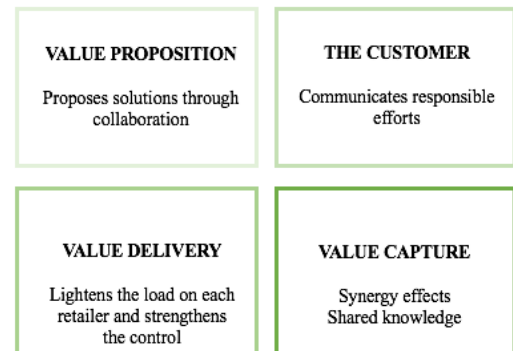 VALUE PROPOSITION
Proposes solutions through
collaboration
THE CUSTOMER
Communicates responsible
efforts
VALUE DELIVERY
Lightens the load on each
retailer and strengthens
the control
VALUE CAPTURE
Synergy effects
Shared knowledge